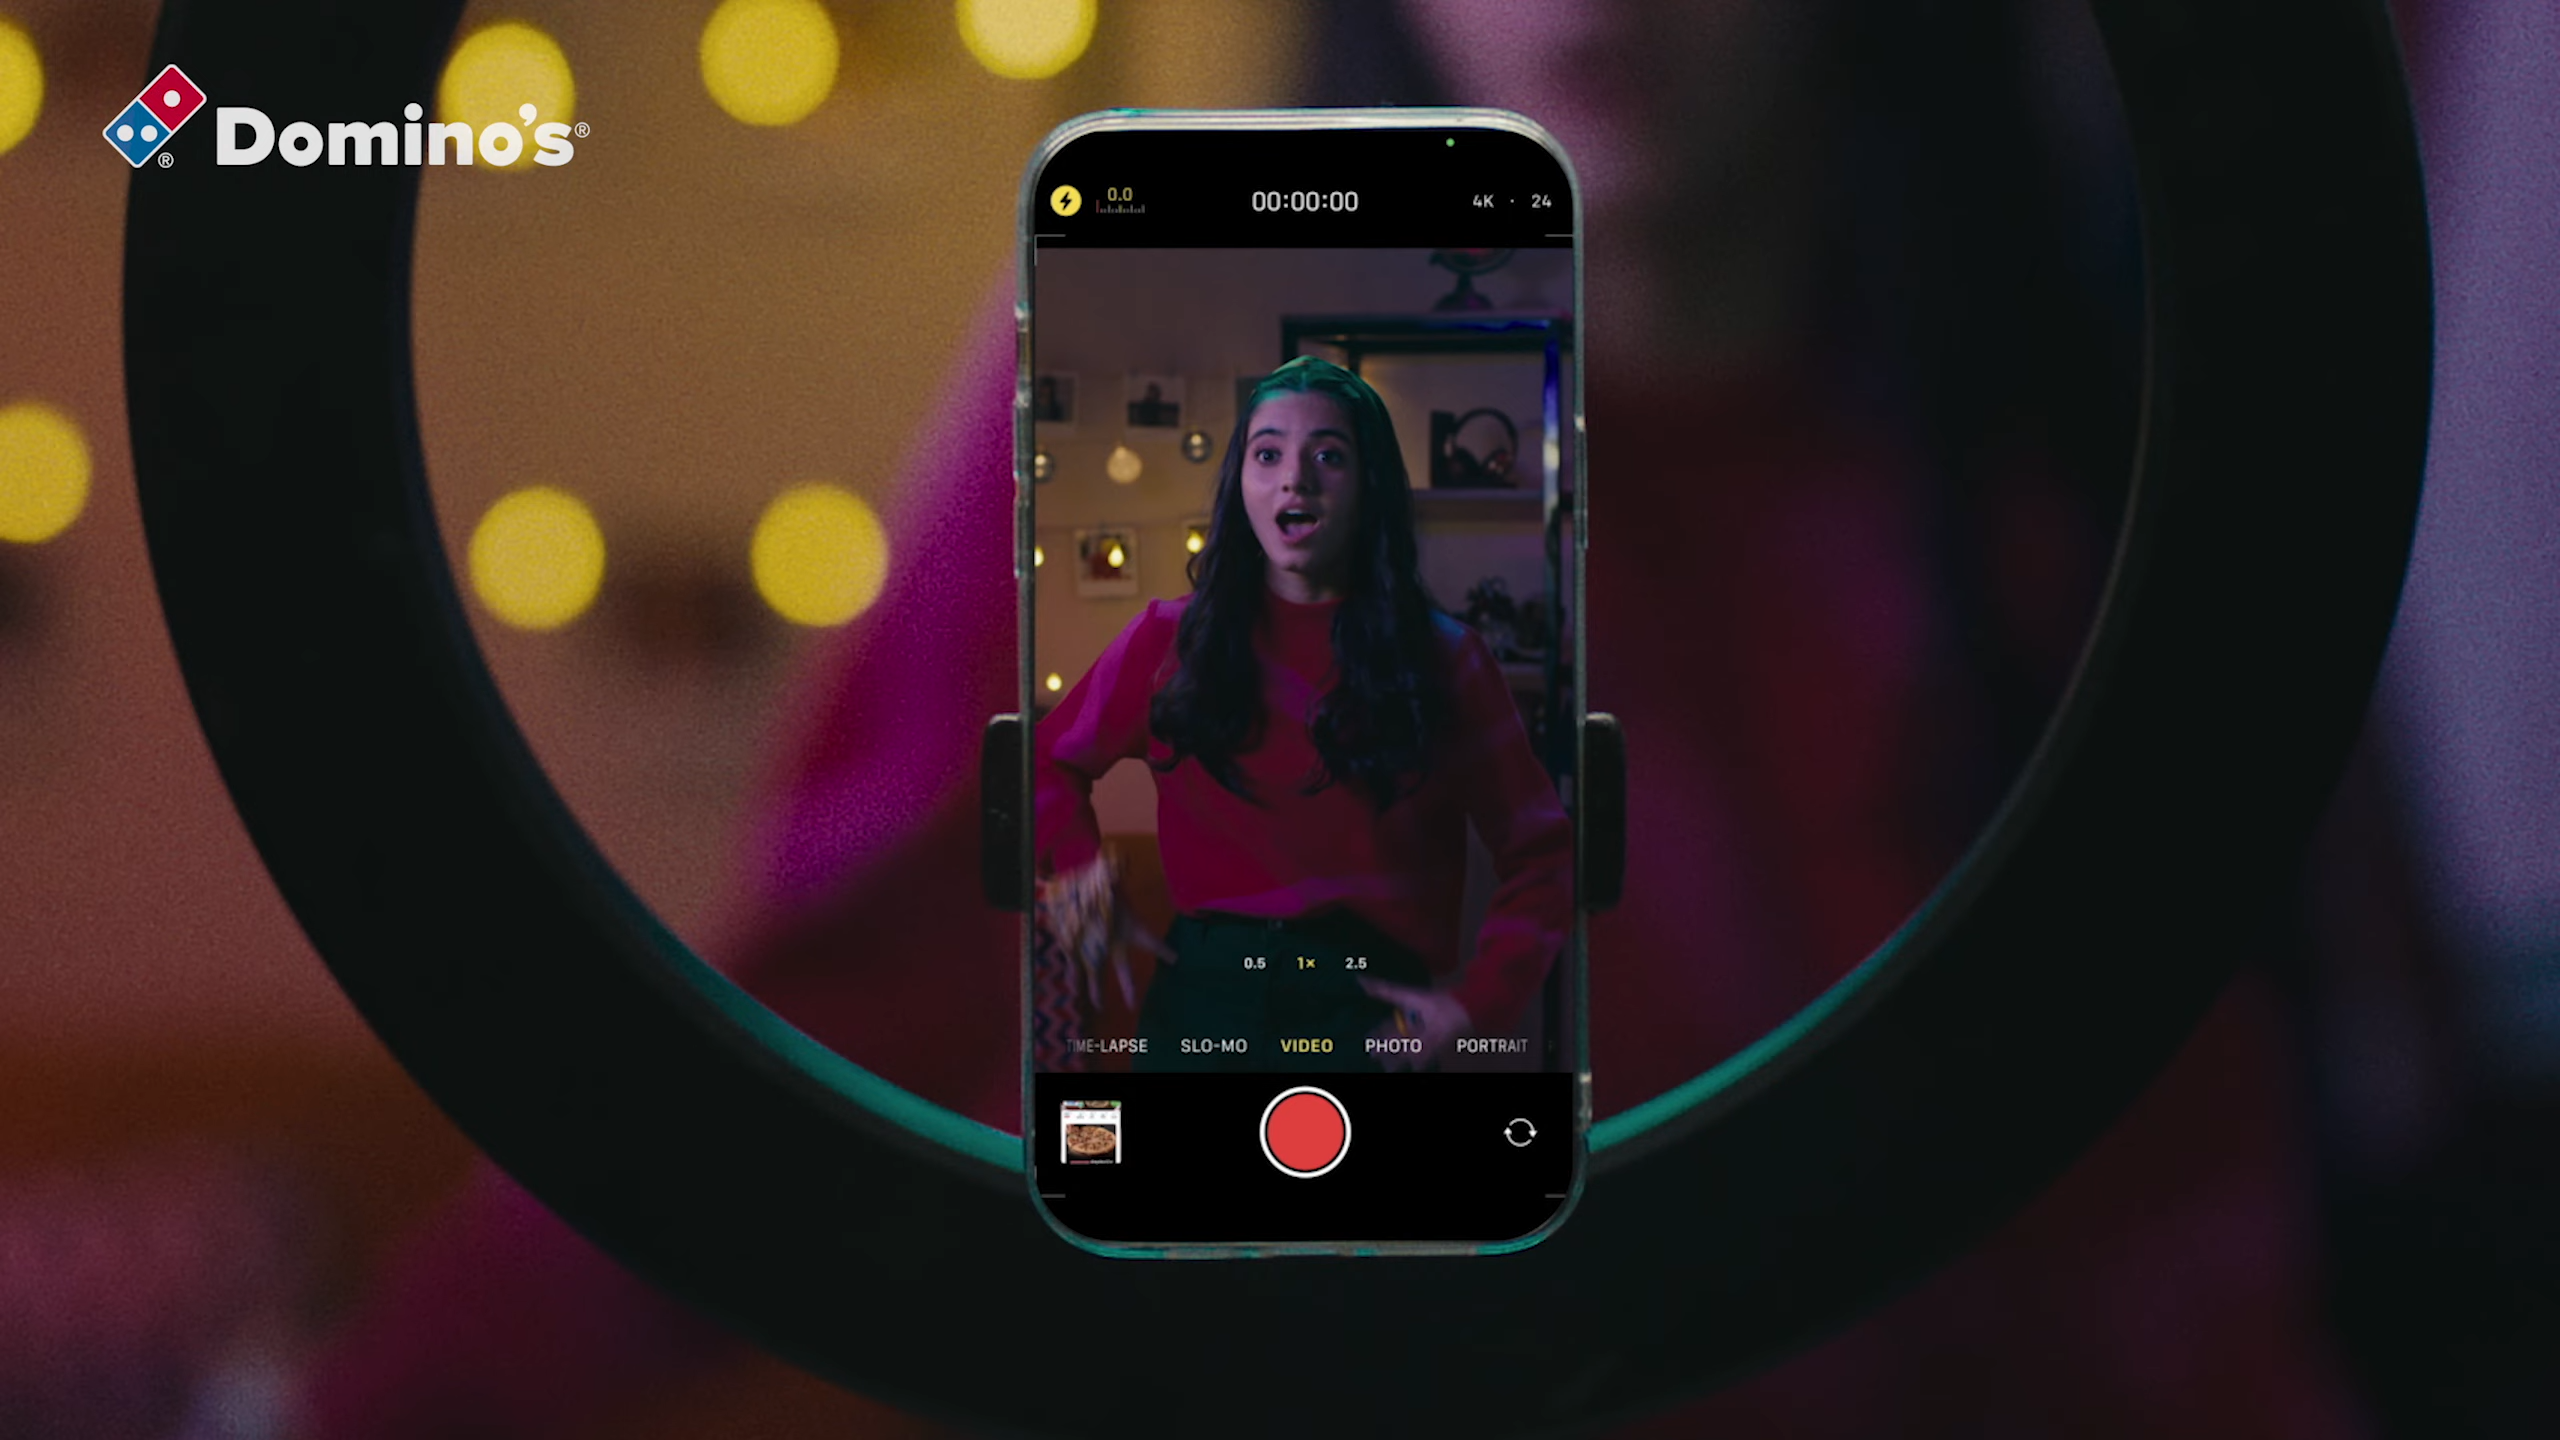 Domino's®
®
0.0
00:00:00
4K · 24
0.5 1× 2.5
TIME-LAPSE SLO-MO VIDEO PHOTO PORTRAIT